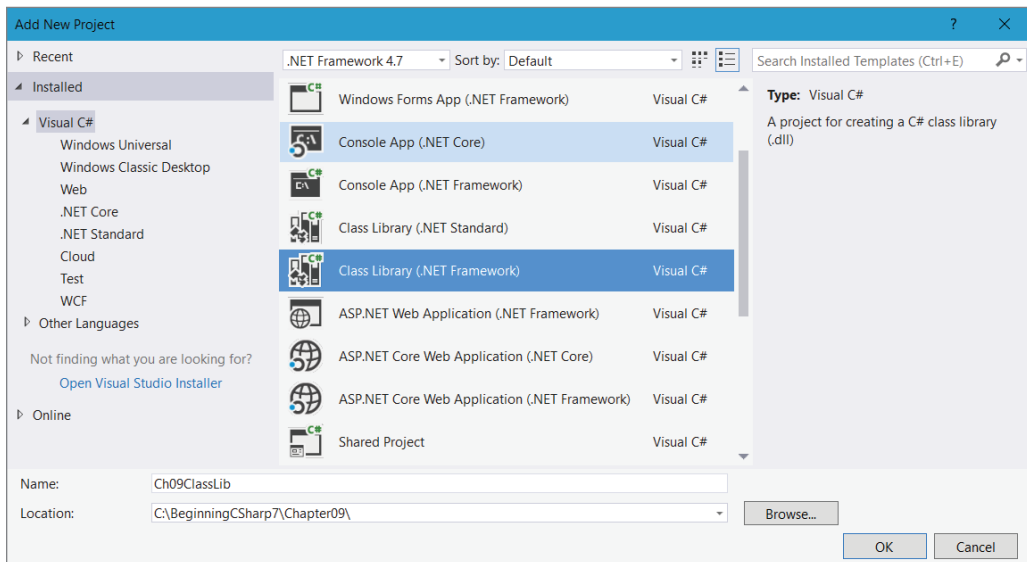 Add New Project
? ×
Recent
.NET Framework 4.7 Sort by: Default
Search Installed Templates (Ctrl+E)
Installed
Visual C#
Windows Universal
Windows Classic Desktop
Web
.NET Core
.NET Standard
Cloud
Test
WCF
Other Languages
Not finding what you are looking for?
Open Visual Studio Installer
Online
Windows Forms App (.NET Framework) Visual C#
Console App (.NET Core) Visual C#
Console App (.NET Framework) Visual C#
Class Library (.NET Standard) Visual C#
Class Library (.NET Framework) Visual C#
ASP.NET Web Application (.NET Framework) Visual C#
ASP.NET Core Web Application (.NET Core) Visual C#
ASP.NET Core Web Application (.NET Framework) Visual C#
Shared Project Visual C#
Type: Visual C#
A project for creating a C# class library
(.dll)
Name: Ch09ClassLib
Location: C:\BeginningCSharp7\Chapter09\
Browse...
OK Cancel